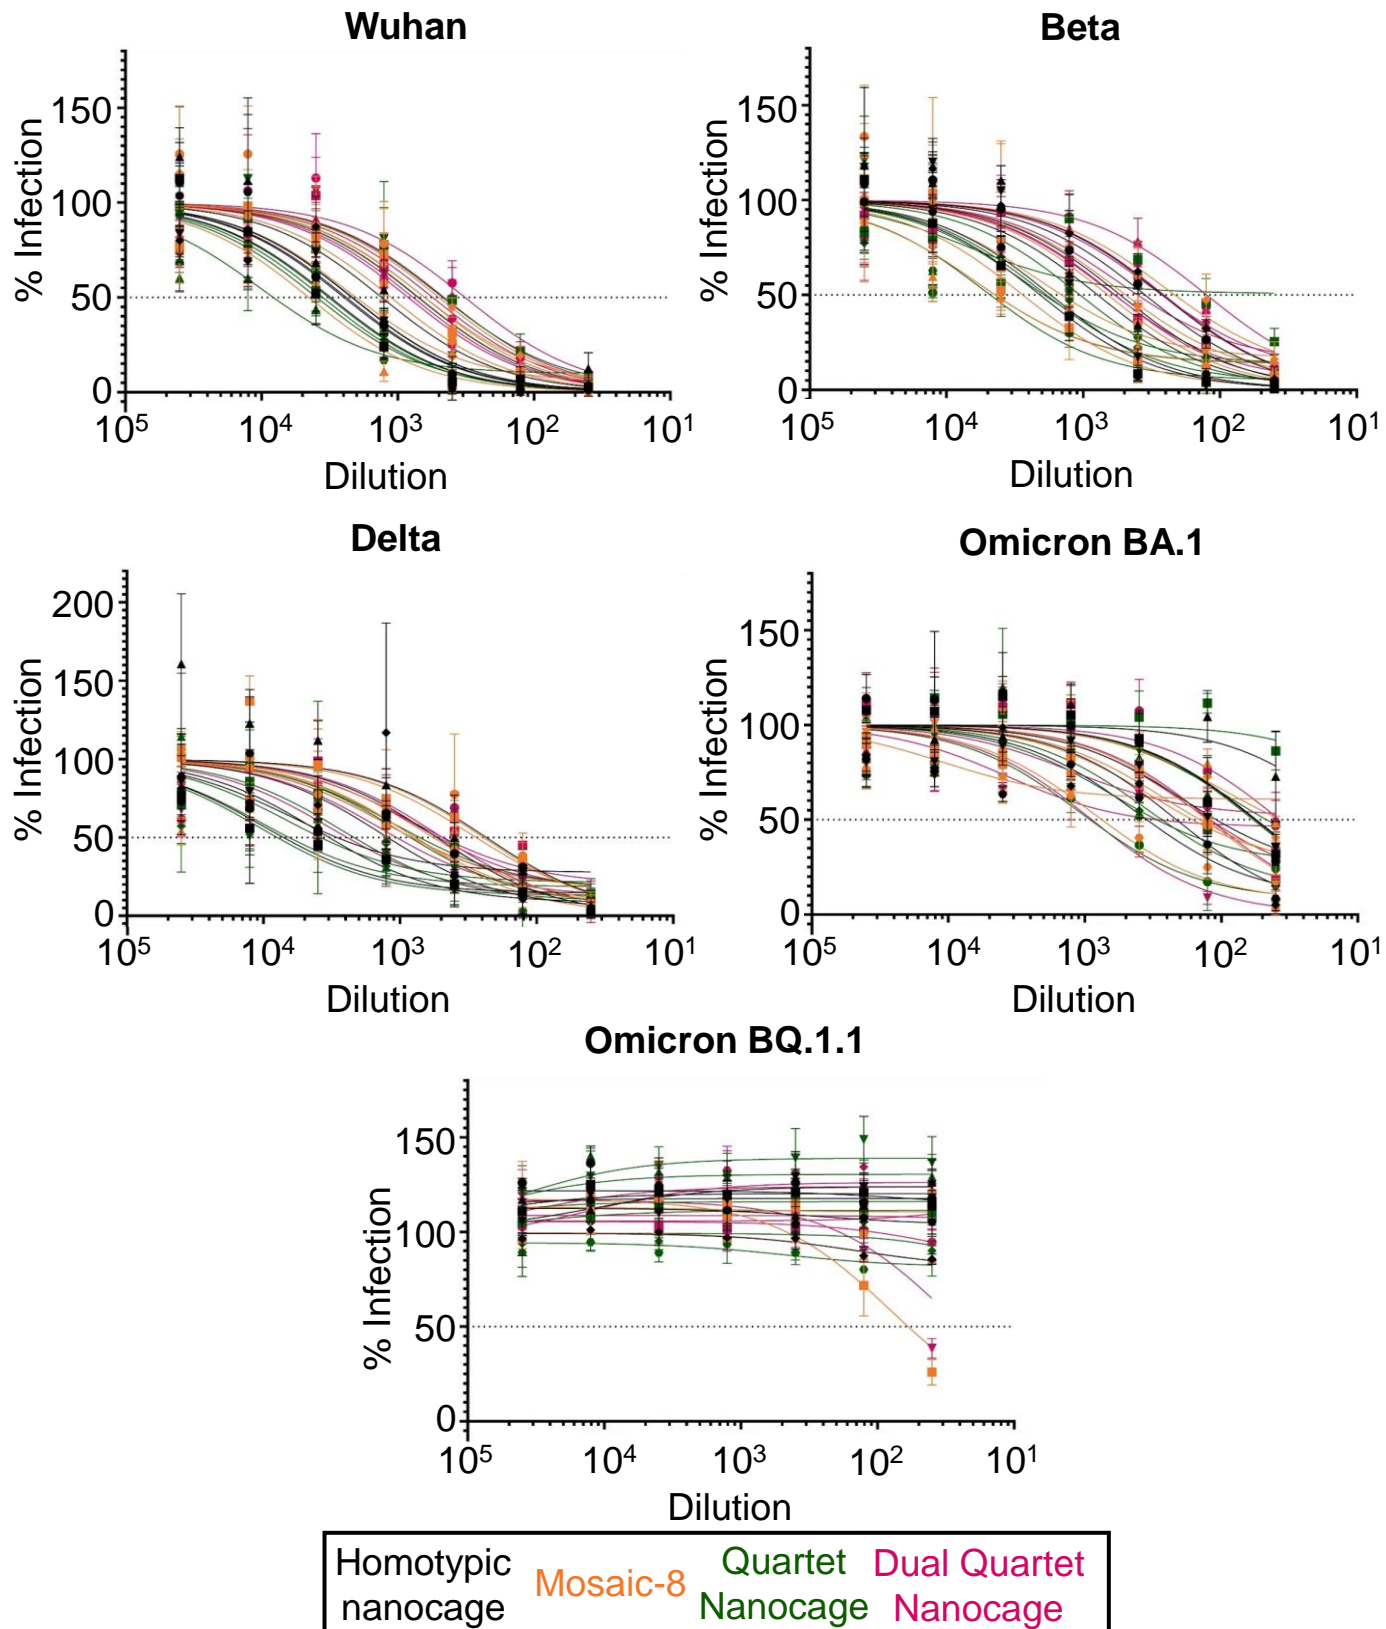 Wuhan
% Infection
150
100
50
0
10⁵ 10⁴ 10³ 10² 10¹
Dilution
Beta
% Infection
150
100
50
0
10⁵ 10⁴ 10³ 10² 10¹
Dilution
Delta
% Infection
200
150
100
50
0
10⁵ 10⁴ 10³ 10² 10¹
Dilution
Omicron BA.1
% Infection
150
100
50
0
10⁵ 10⁴ 10³ 10² 10¹
Dilution
Omicron BQ.1.1
% Infection
150
100
50
0
10⁵ 10⁴ 10³ 10² 10¹
Dilution
Homotypic
nanocage
Mosaic-8
Quartet
Nanocage
Dual Quartet
Nanocage